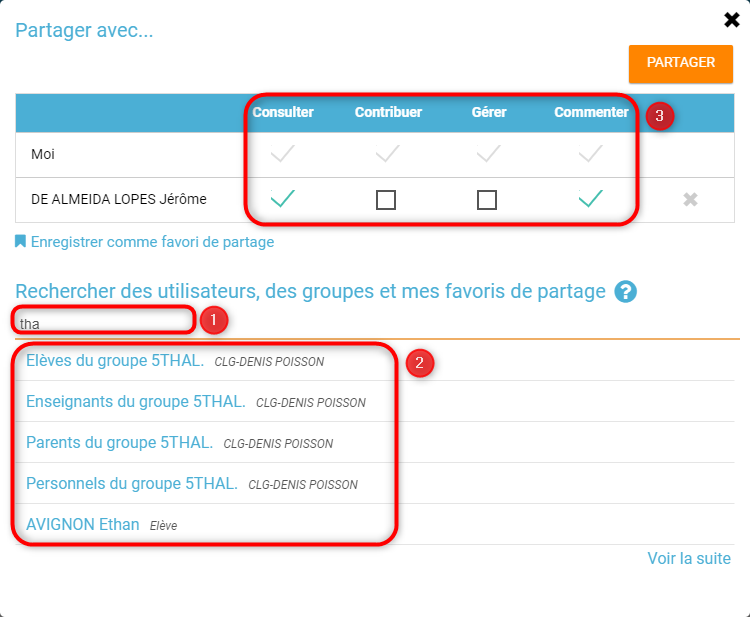 Partager avec...
PARTAGER
Consulter Contribuer Gérer Commenter 3
Moi
DE ALMEIDA LOPES Jérôme
Enregistrer comme favori de partage
Rechercher des utilisateurs, des groupes et mes favoris de partage ?
tha 1
Elèves du groupe 5THAL. CLG-DENIS POISSON 2
Enseignants du groupe 5THAL. CLG-DENIS POISSON
Parents du groupe 5THAL. CLG-DENIS POISSON
Personnels du groupe 5THAL. CLG-DENIS POISSON
AVIGNON Ethan Elève
Voir la suite